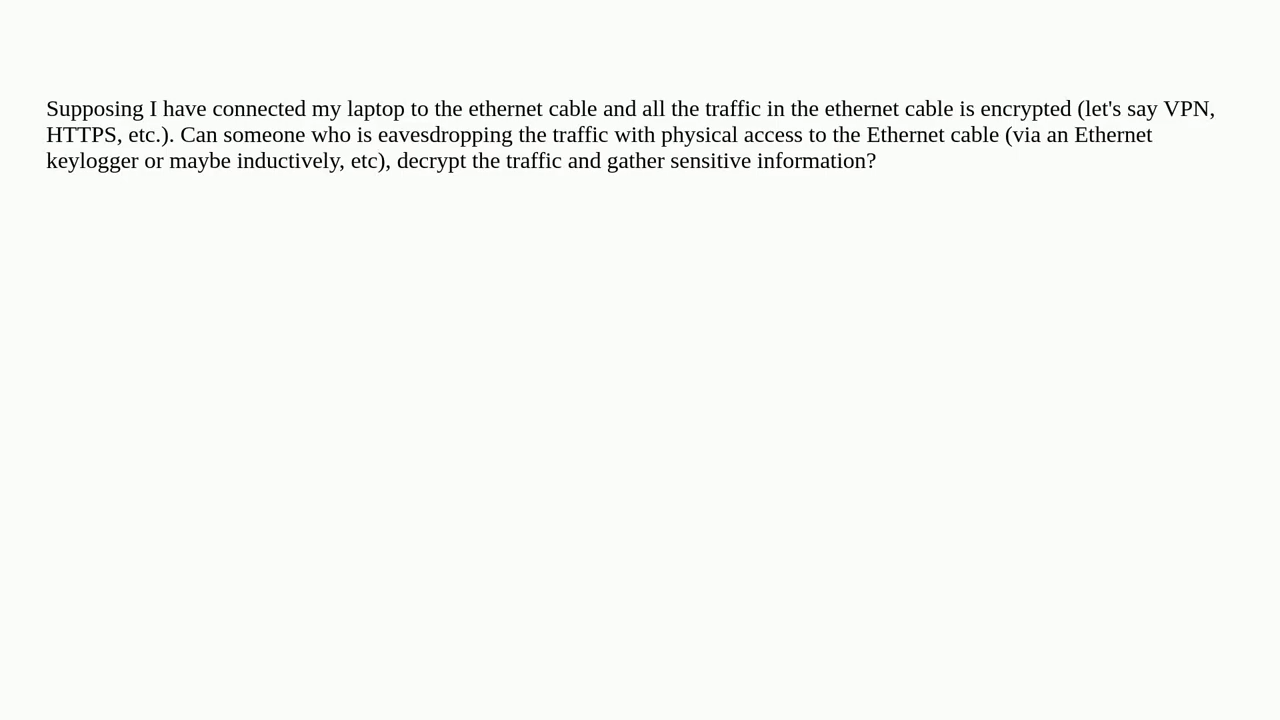 Supposing I have connected my laptop to the ethernet cable and all the traffic in the ethernet cable is encrypted (let's say VPN,
HTTPS, etc.). Can someone who is eavesdropping the traffic with physical access to the Ethernet cable (via an Ethernet
keylogger or maybe inductively, etc), decrypt the traffic and gather sensitive information?